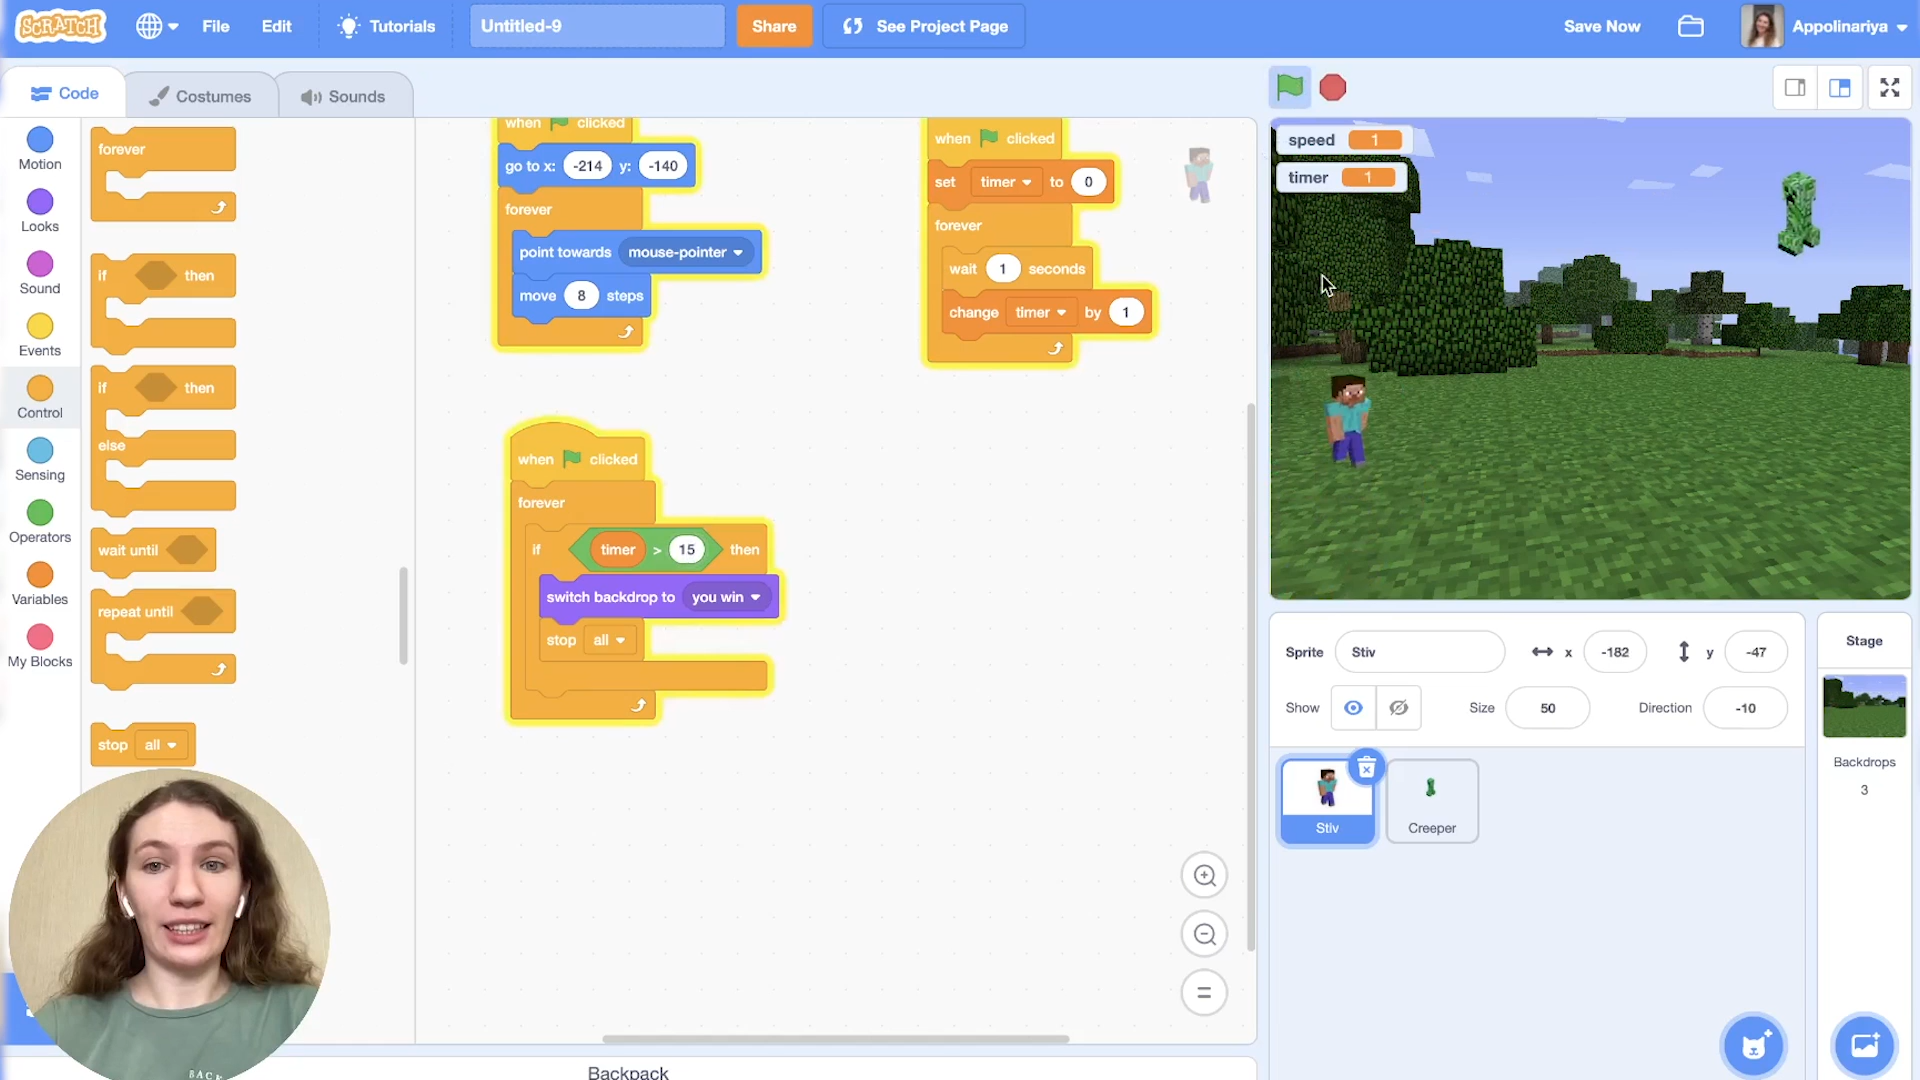 SCRATCH
File
Edit
Tutorials
Untitled-9
Share
See Project Page
Save Now
Appolinariya
Code
Costumes
Sounds
Motion
Looks
Sound
Events
Control
Sensing
Operators
Variables
My Blocks
forever
if then
if then
else
wait until
repeat until
stop all
when clicked
go to x: -214 y: -140
forever
point towards mouse-pointer
move 8 steps
when clicked
set timer to 0
forever
wait 1 seconds
change timer by 1
when clicked
forever
if timer > 15 then
switch backdrop to you win
stop all
speed 1
timer 1
Sprite Stiv x -182 y -47
Show Size 50 Direction -10
Stiv
Creeper
Stage
Backdrops
3
Backpack
BACK